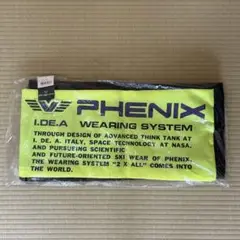 PHENIX
I.DE.A WEARING SYSTEM
THROUGH DESIGN OF ADVANCED THINK TANK AT
I. DE. A. ITALY, SPACE TECHNOLOGY AT NASA,
AND PURSUING SCIENTIFIC
AND FUTURE-ORIENTED SKI WEAR OF PHENIX.
THE WEARING SYSTEM "2 X ALL" COMES INTO
THE WORLD.